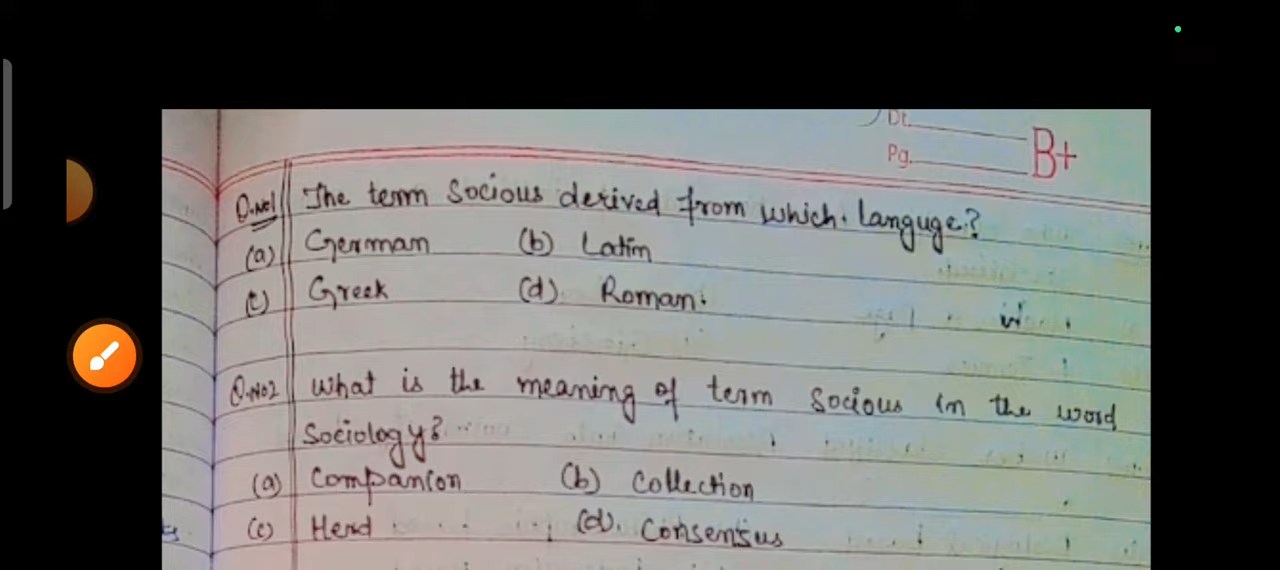 Dt.
Pg. B+
Q.No1 The term Socious derived from which languge?
(a) German (b) Latin
(c) Greek (d) Roman.
Q.No2 What is the meaning of term Socious in the word
Sociology?
(a) Companion (b) Collection
(c) Herd (d). Consensus